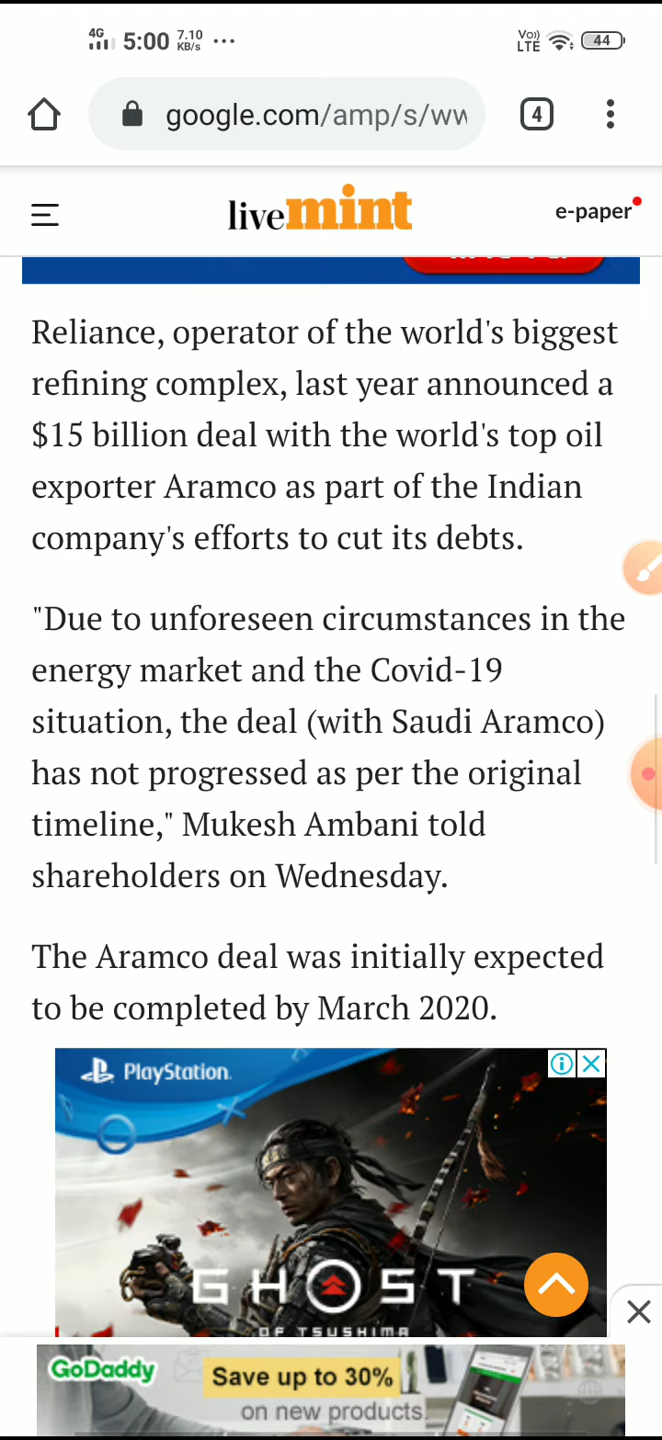 4G 5:00 7.10 KB/s ... Vo)) LTE 44
google.com/amp/s/ww 4
livemint e-paper
Reliance, operator of the world's biggest
refining complex, last year announced a
$15 billion deal with the world's top oil
exporter Aramco as part of the Indian
company's efforts to cut its debts.
"Due to unforeseen circumstances in the
energy market and the Covid-19
situation, the deal (with Saudi Aramco)
has not progressed as per the original
timeline," Mukesh Ambani told
shareholders on Wednesday.
The Aramco deal was initially expected
to be completed by March 2020.
PlayStation.
GHOST
OF TSUSHIMA
GoDaddy
Save up to 30%
on new products.